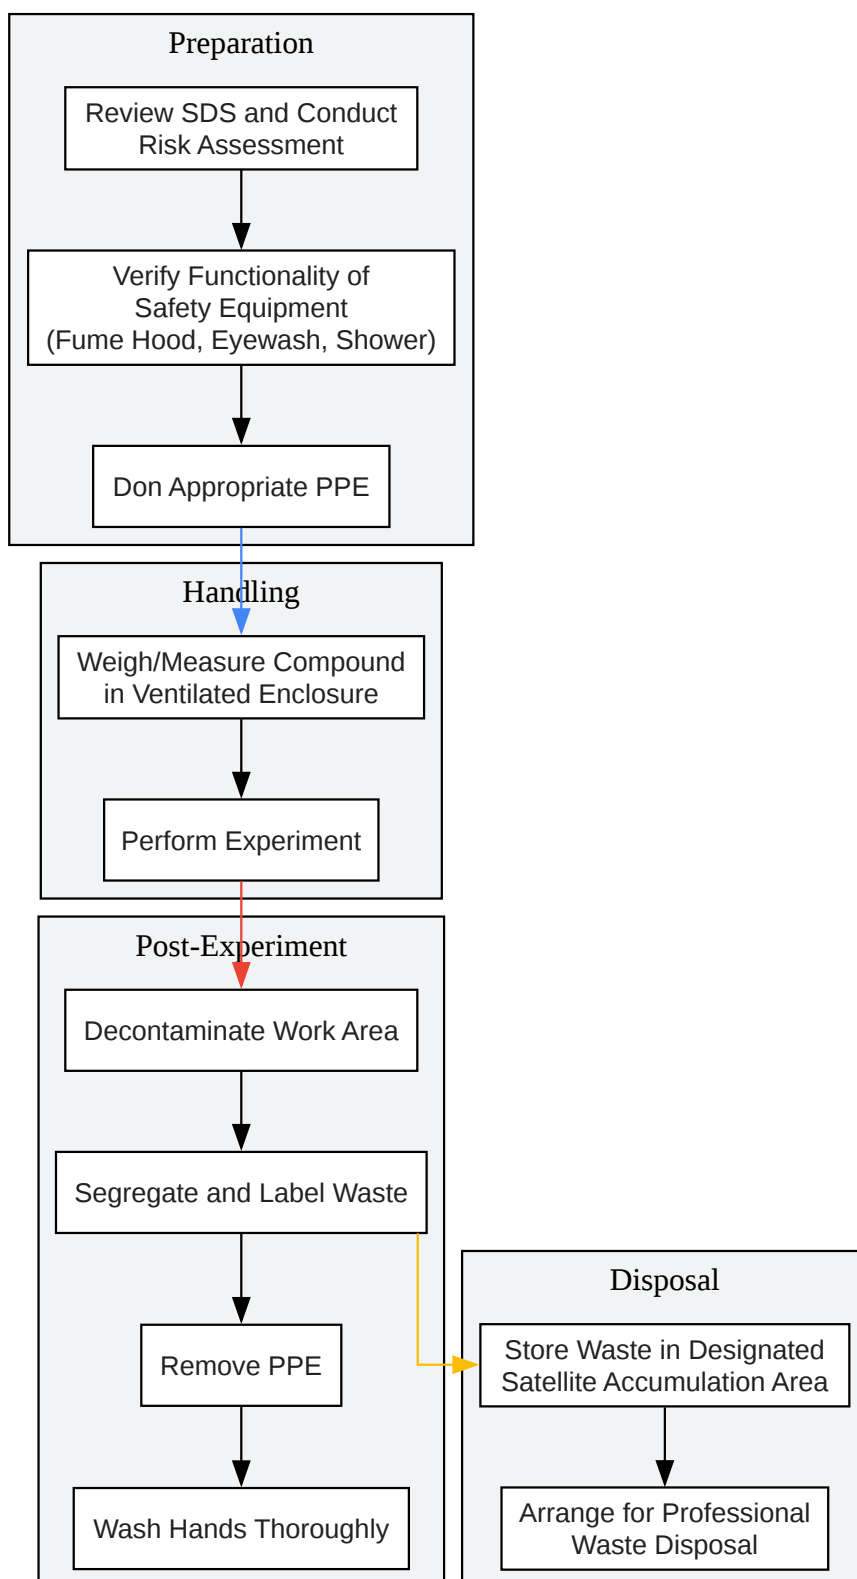 Preparation
Review SDS and Conduct
Risk Assessment
Verify Functionality of
Safety Equipment
(Fume Hood, Eyewash, Shower)
Don Appropriate PPE
Handling
Weigh/Measure Compound
in Ventilated Enclosure
Perform Experiment
Post-Experiment
Decontaminate Work Area
Segregate and Label Waste
Remove PPE
Wash Hands Thoroughly
Disposal
Store Waste in Designated
Satellite Accumulation Area
Arrange for Professional
Waste Disposal